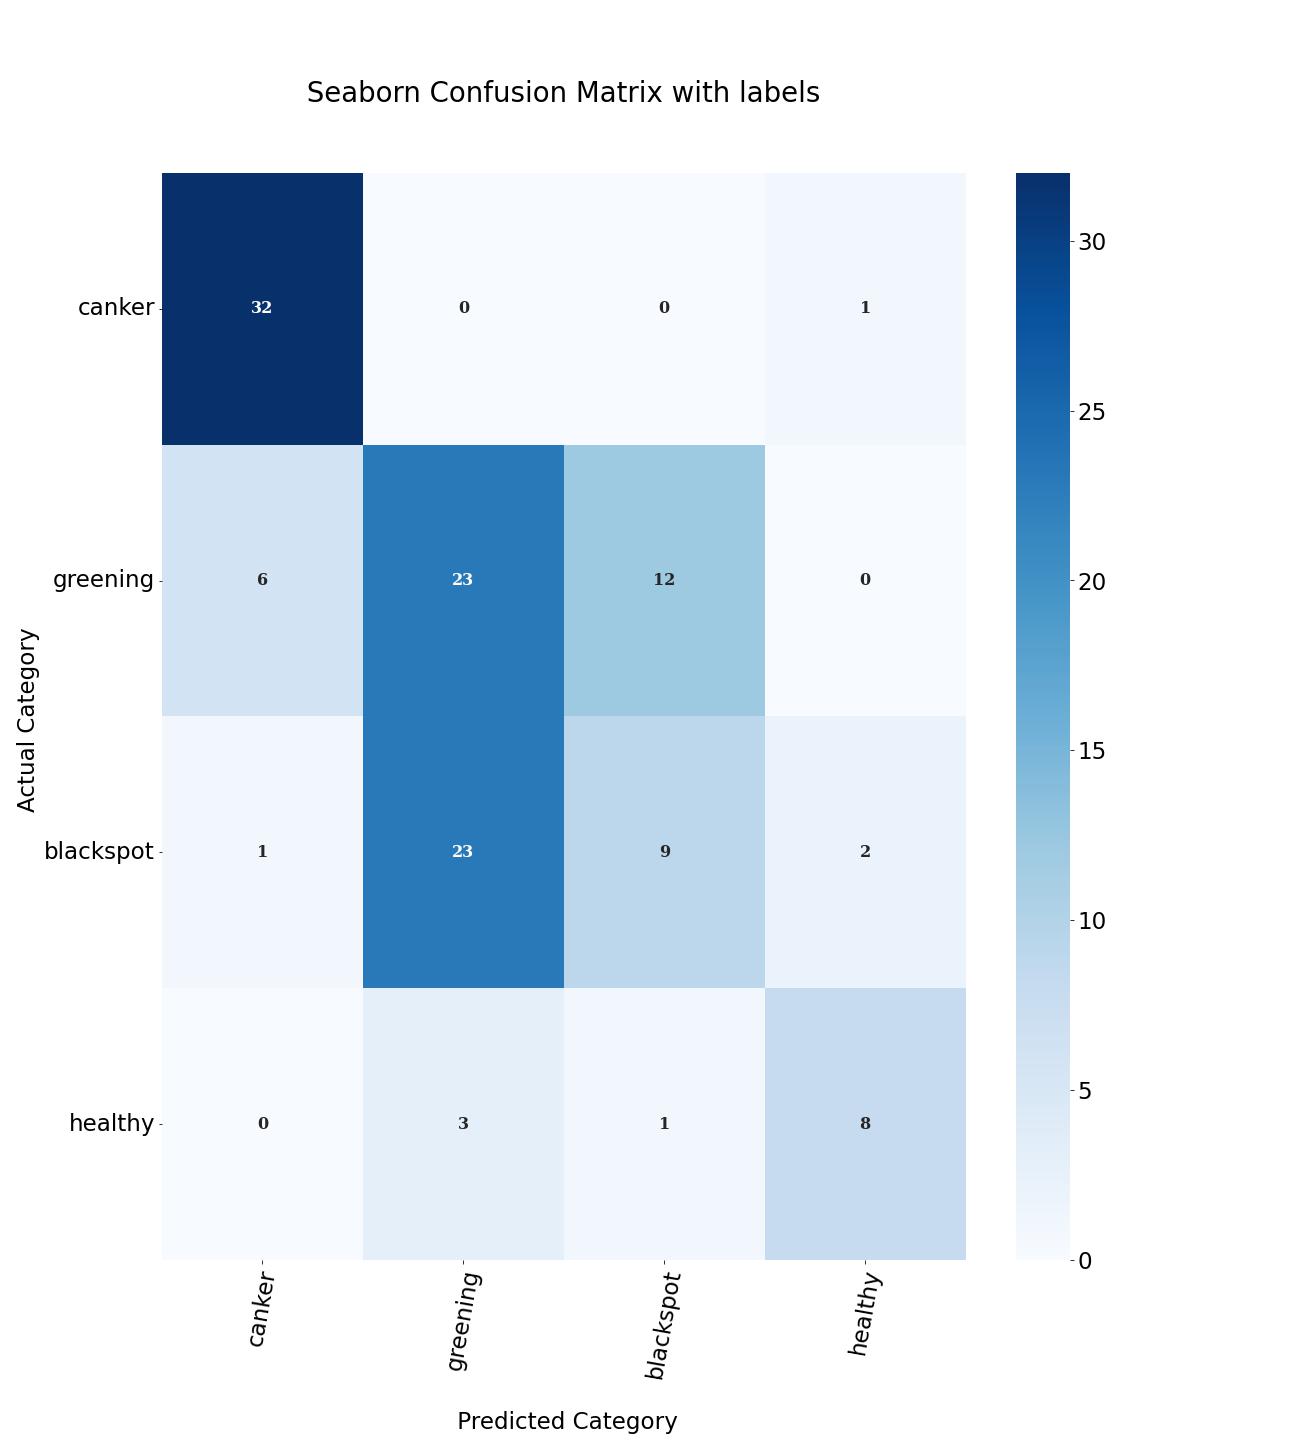 Seaborn Confusion Matrix with labels
canker 32 0 0 1
greening 6 23 12 0
blackspot 1 23 9 2
healthy 0 3 1 8
canker greening blackspot healthy
Predicted Category
Actual Category
30
25
20
15
10
5
0